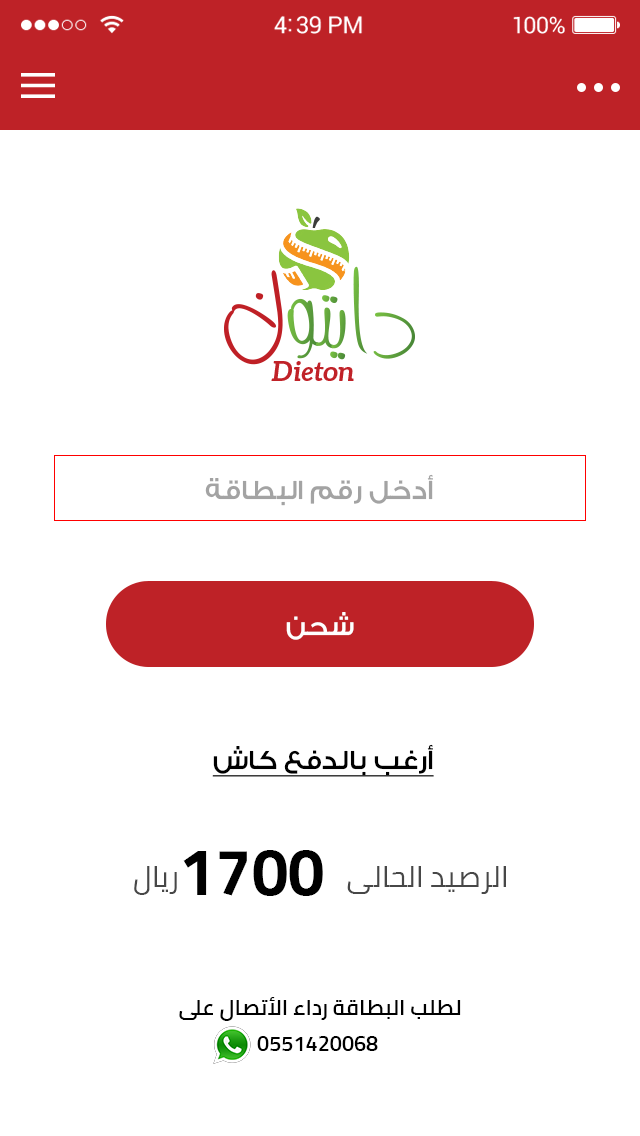 4:39 PM
100%
دايتون
Dieton
أدخل رقم البطاقة
شحن
أرغب بالدفع كاش
الرصيد الحالى 1700 ريال
لطلب البطاقة رداء الأتصال على
0551420068